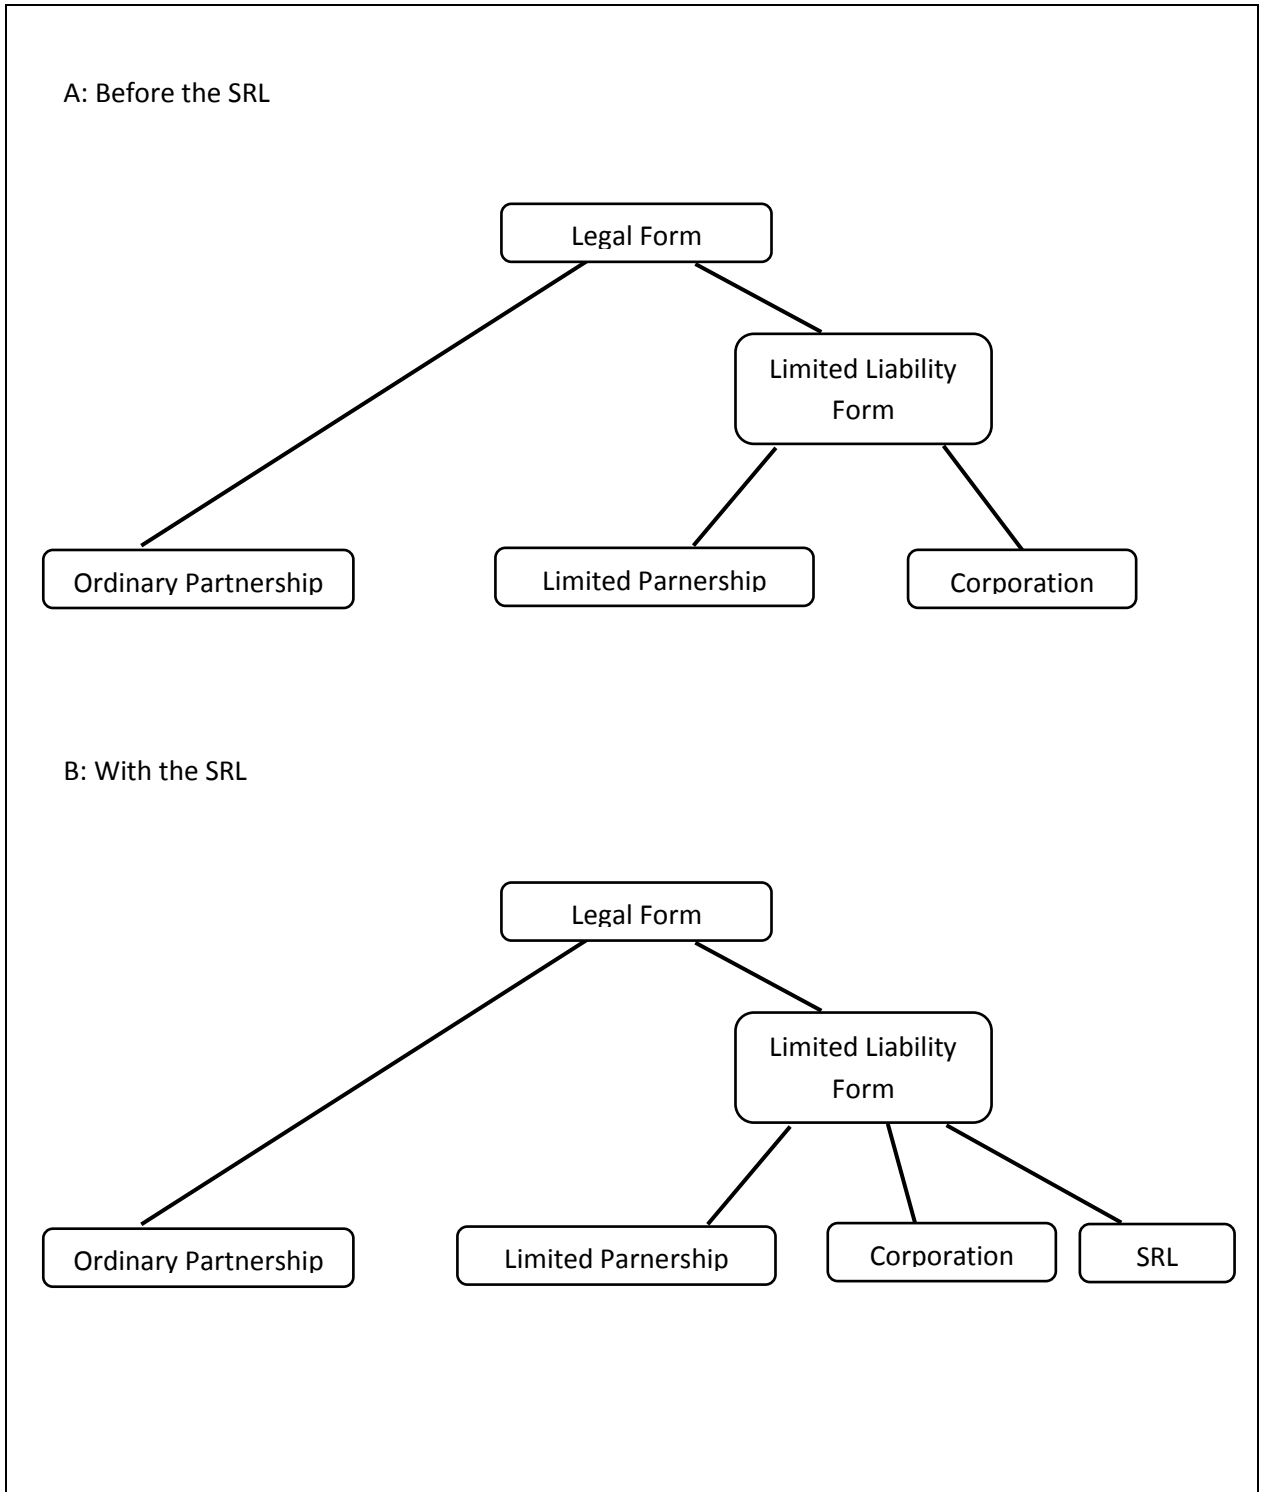 A: Before the SRL
Legal Form
Limited Liability
Form
Ordinary Partnership
Limited Parnership
Corporation
B: With the SRL
Legal Form
Limited Liability
Form
Ordinary Partnership
Limited Parnership
Corporation
SRL